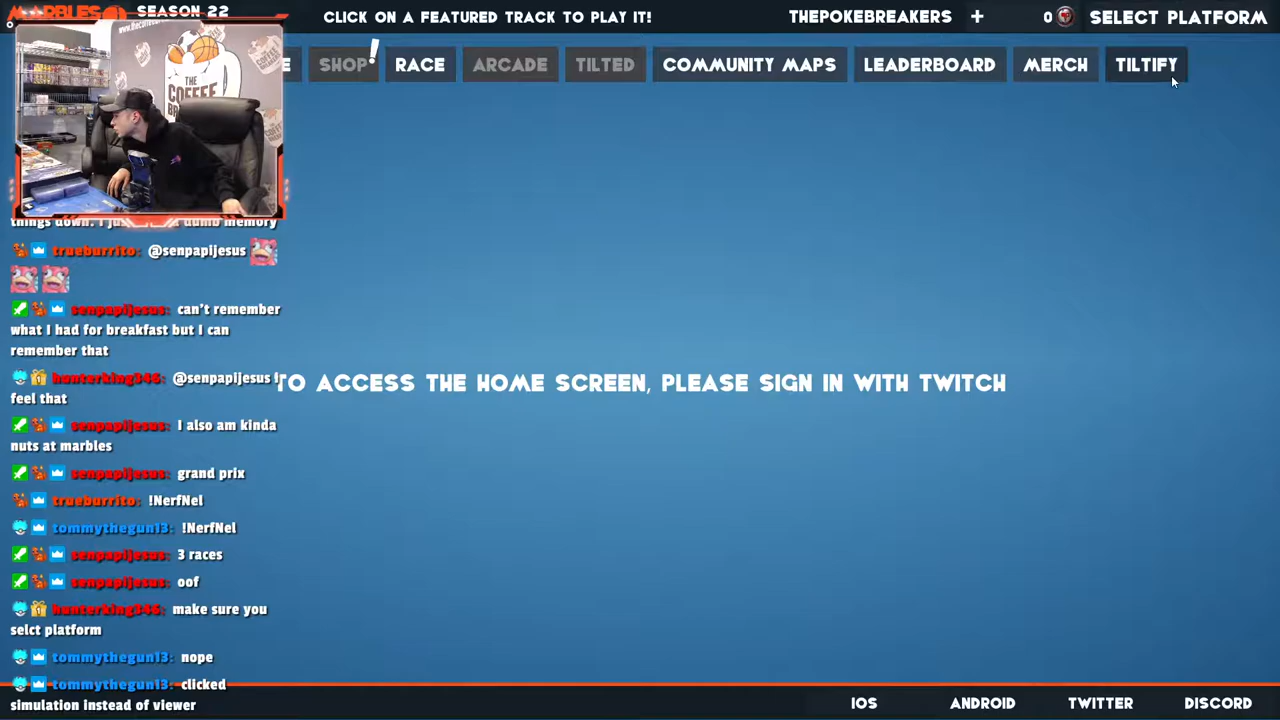 MARBLES
SEASON 22
CLICK ON A FEATURED TRACK TO PLAY IT!
THEPOKEBREAKERS +
0
SELECT PLATFORM
SHOP!
RACE
ARCADE
TILTED
COMMUNITY MAPS
LEADERBOARD
MERCH
TILTIFY
THE
COFFEE
trueburrito: @senpapijesus
senpapijesus: can't remember
what I had for breakfast but I can
remember that
hunterking346: @senpapijesus I
feel that
senpapijesus: I also am kinda
nuts at marbles
senpapijesus: grand prix
trueburrito: !NerfNel
tommythegun13: !NerfNel
senpapijesus: 3 races
senpapijesus: oof
hunterking346: make sure you
selct platform
tommythegun13: nope
tommythegun13: clicked
simulation instead of viewer
TO ACCESS THE HOME SCREEN, PLEASE SIGN IN WITH TWITCH
IOS
ANDROID
TWITTER
DISCORD